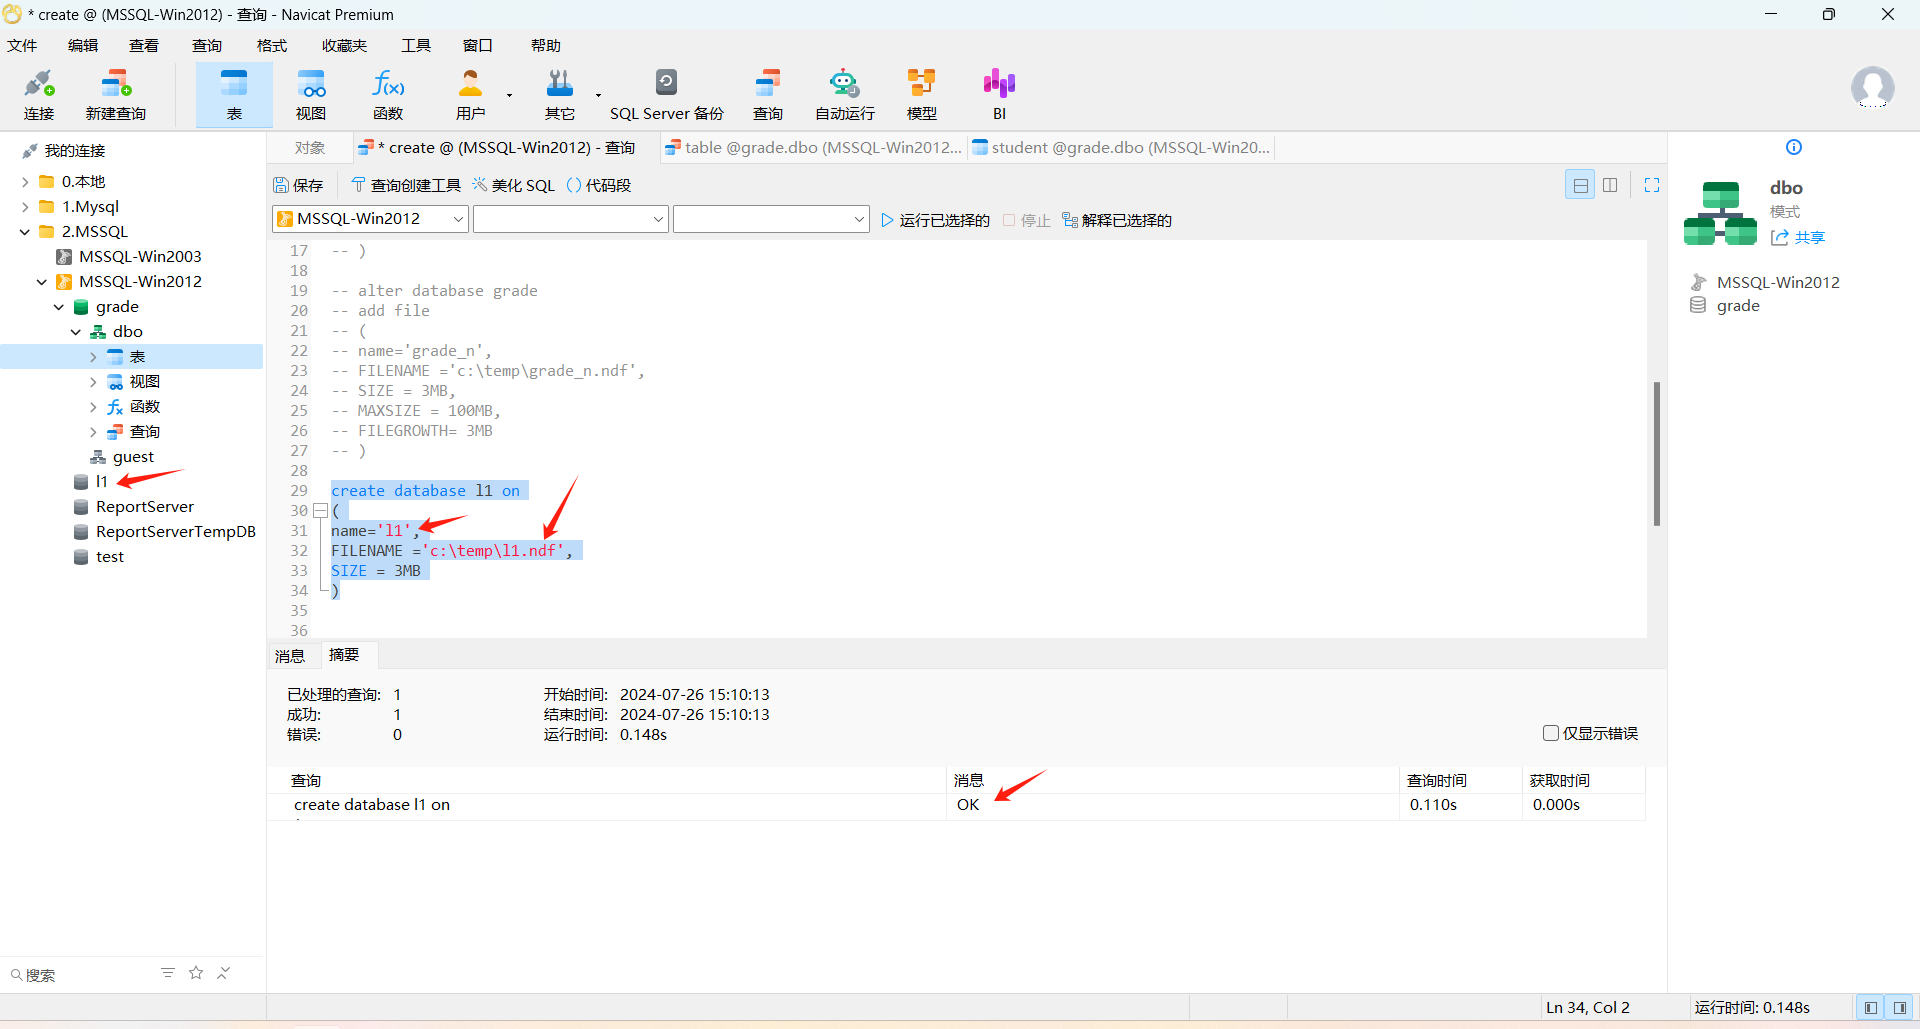 * create @ (MSSQL-Win2012) - 查询 - Navicat Premium
文件 编辑 查看 查询 格式 收藏夹 工具 窗口 帮助
连接 新建查询 表 视图 函数 用户 其它 SQL Server 备份 查询 自动运行 模型 BI
我的连接
0.本地
1.Mysql
2.MSSQL
MSSQL-Win2003
MSSQL-Win2012
grade
dbo
表
视图
函数
查询
guest
l1
ReportServer
ReportServerTempDB
test
搜索
对象 * create @ (MSSQL-Win2012) - 查询 table @grade.dbo (MSSQL-Win2012... student @grade.dbo (MSSQL-Win20...
保存 查询创建工具 美化 SQL () 代码段
MSSQL-Win2012 运行已选择的 停止 解释已选择的
17 -- )
18
19 -- alter database grade
20 -- add file
21 -- (
22 -- name='grade_n',
23 -- FILENAME ='c:\temp\grade_n.ndf',
24 -- SIZE = 3MB,
25 -- MAXSIZE = 100MB,
26 -- FILEGROWTH= 3MB
27 -- )
28
29 create database l1 on
30 (
31 name='l1',
32 FILENAME ='c:\temp\l1.ndf',
33 SIZE = 3MB
34 )
35
36
消息 摘要
已处理的查询: 1 开始时间: 2024-07-26 15:10:13
成功: 1 结束时间: 2024-07-26 15:10:13
错误: 0 运行时间: 0.148s
仅显示错误
查询 消息 查询时间 获取时间
create database l1 on OK 0.110s 0.000s
dbo
模式
共享
MSSQL-Win2012
grade
Ln 34, Col 2 运行时间: 0.148s